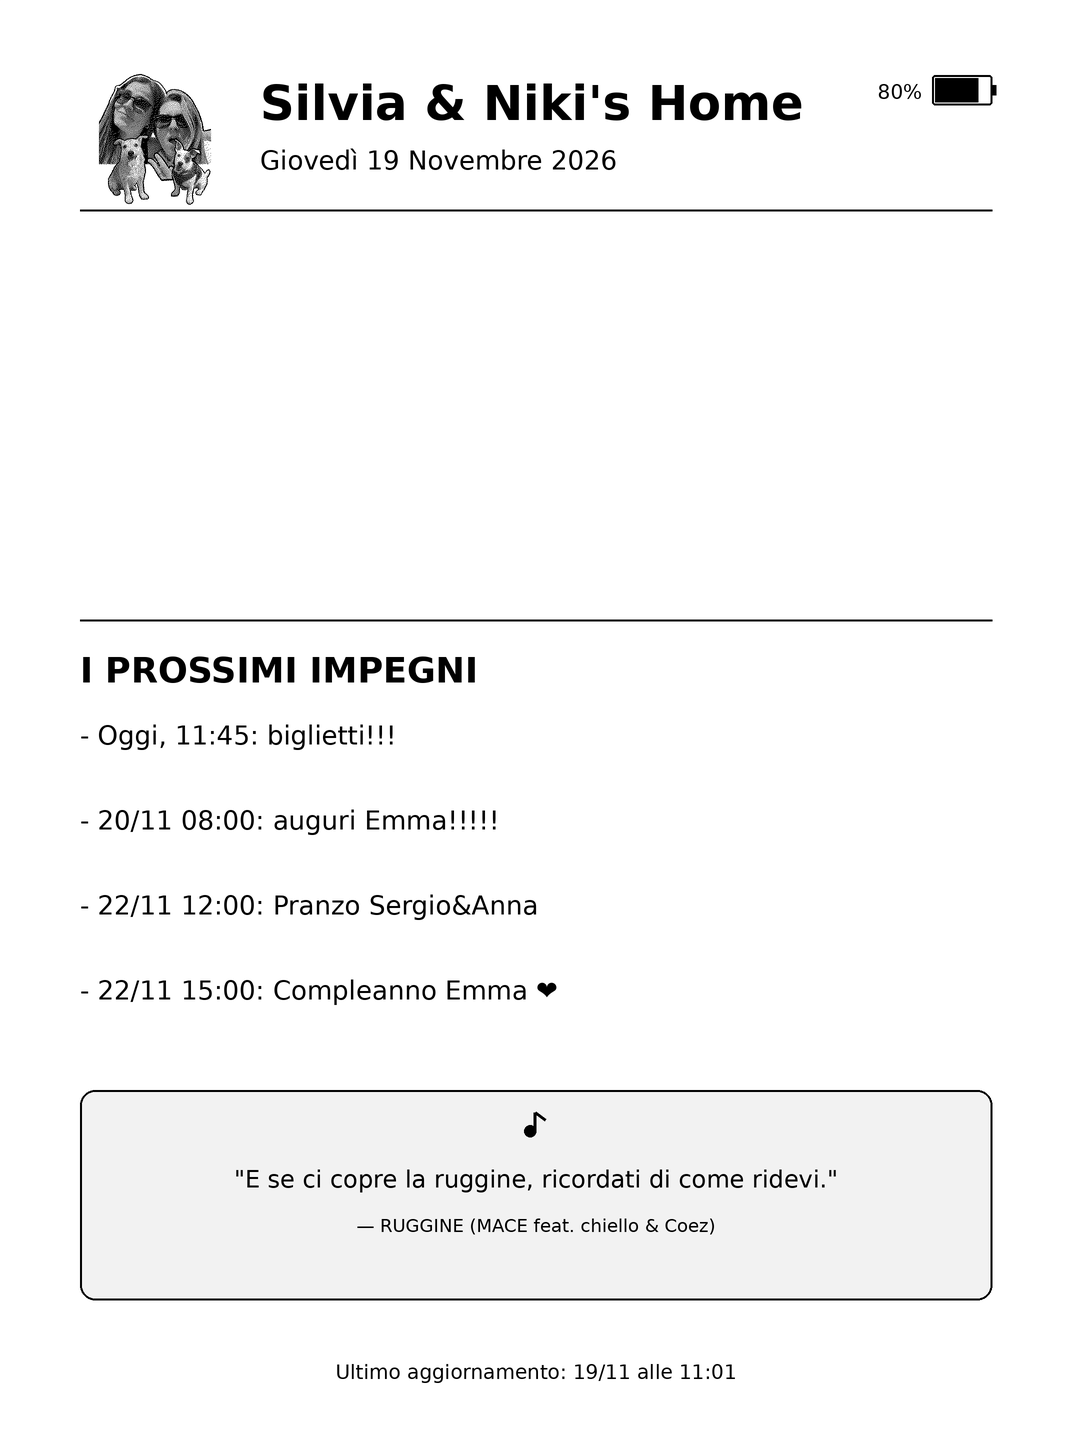 Silvia & Niki's Home
80%
Giovedì 19 Novembre 2026
I PROSSIMI IMPEGNI
- Oggi, 11:45: biglietti!!!
- 20/11 08:00: auguri Emma!!!!!
- 22/11 12:00: Pranzo Sergio&Anna
- 22/11 15:00: Compleanno Emma ❤
"E se ci copre la ruggine, ricordati di come ridevi."
— RUGGINE (MACE feat. chiello & Coez)
Ultimo aggiornamento: 19/11 alle 11:01